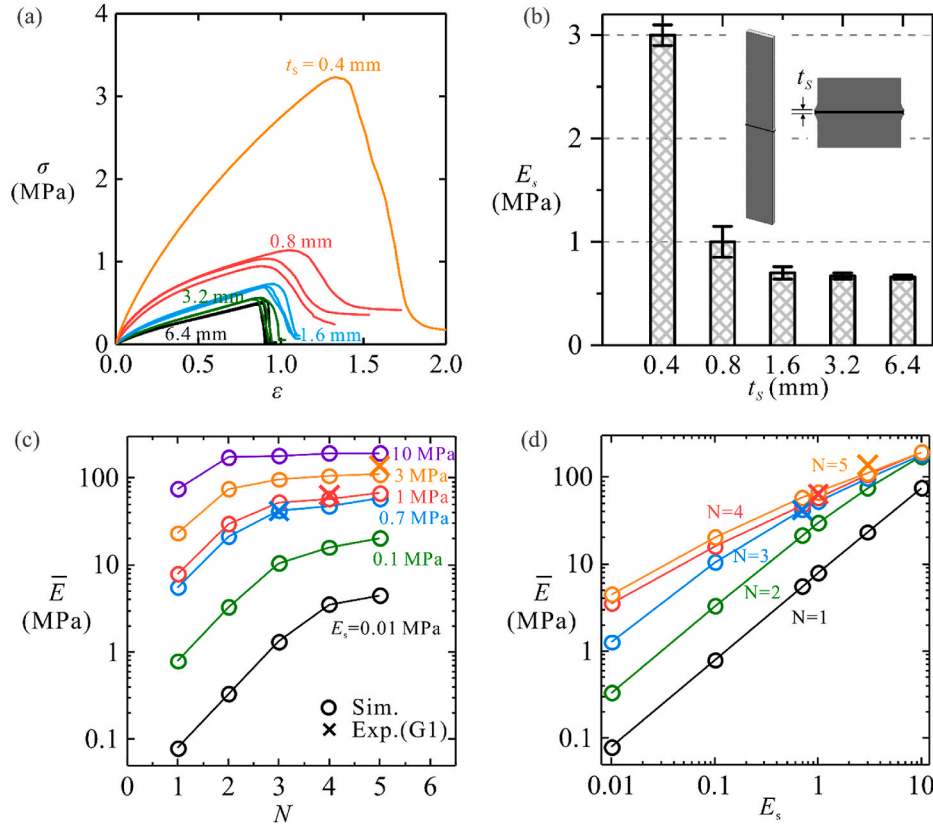 (a)
4
3
2
1
0
σ
(MPa)
t_s = 0.4 mm
0.8 mm
3.2 mm
6.4 mm
1.6 mm
0.0
0.5
1.0
1.5
2.0
ε
(b)
3
2
1
0
E_s
(MPa)
t_S
0.4
0.8
1.6
3.2
6.4
t_S (mm)
(c)
100
10
1
0.1
E̅
(MPa)
10 MPa
3 MPa
1 MPa
0.7 MPa
0.1 MPa
E_s=0.01 MPa
Sim.
Exp.(G1)
0
1
2
3
4
5
6
N
(d)
100
10
1
0.1
E̅
(MPa)
N=5
N=4
N=3
N=2
N=1
0.01
0.1
1
10
E_s